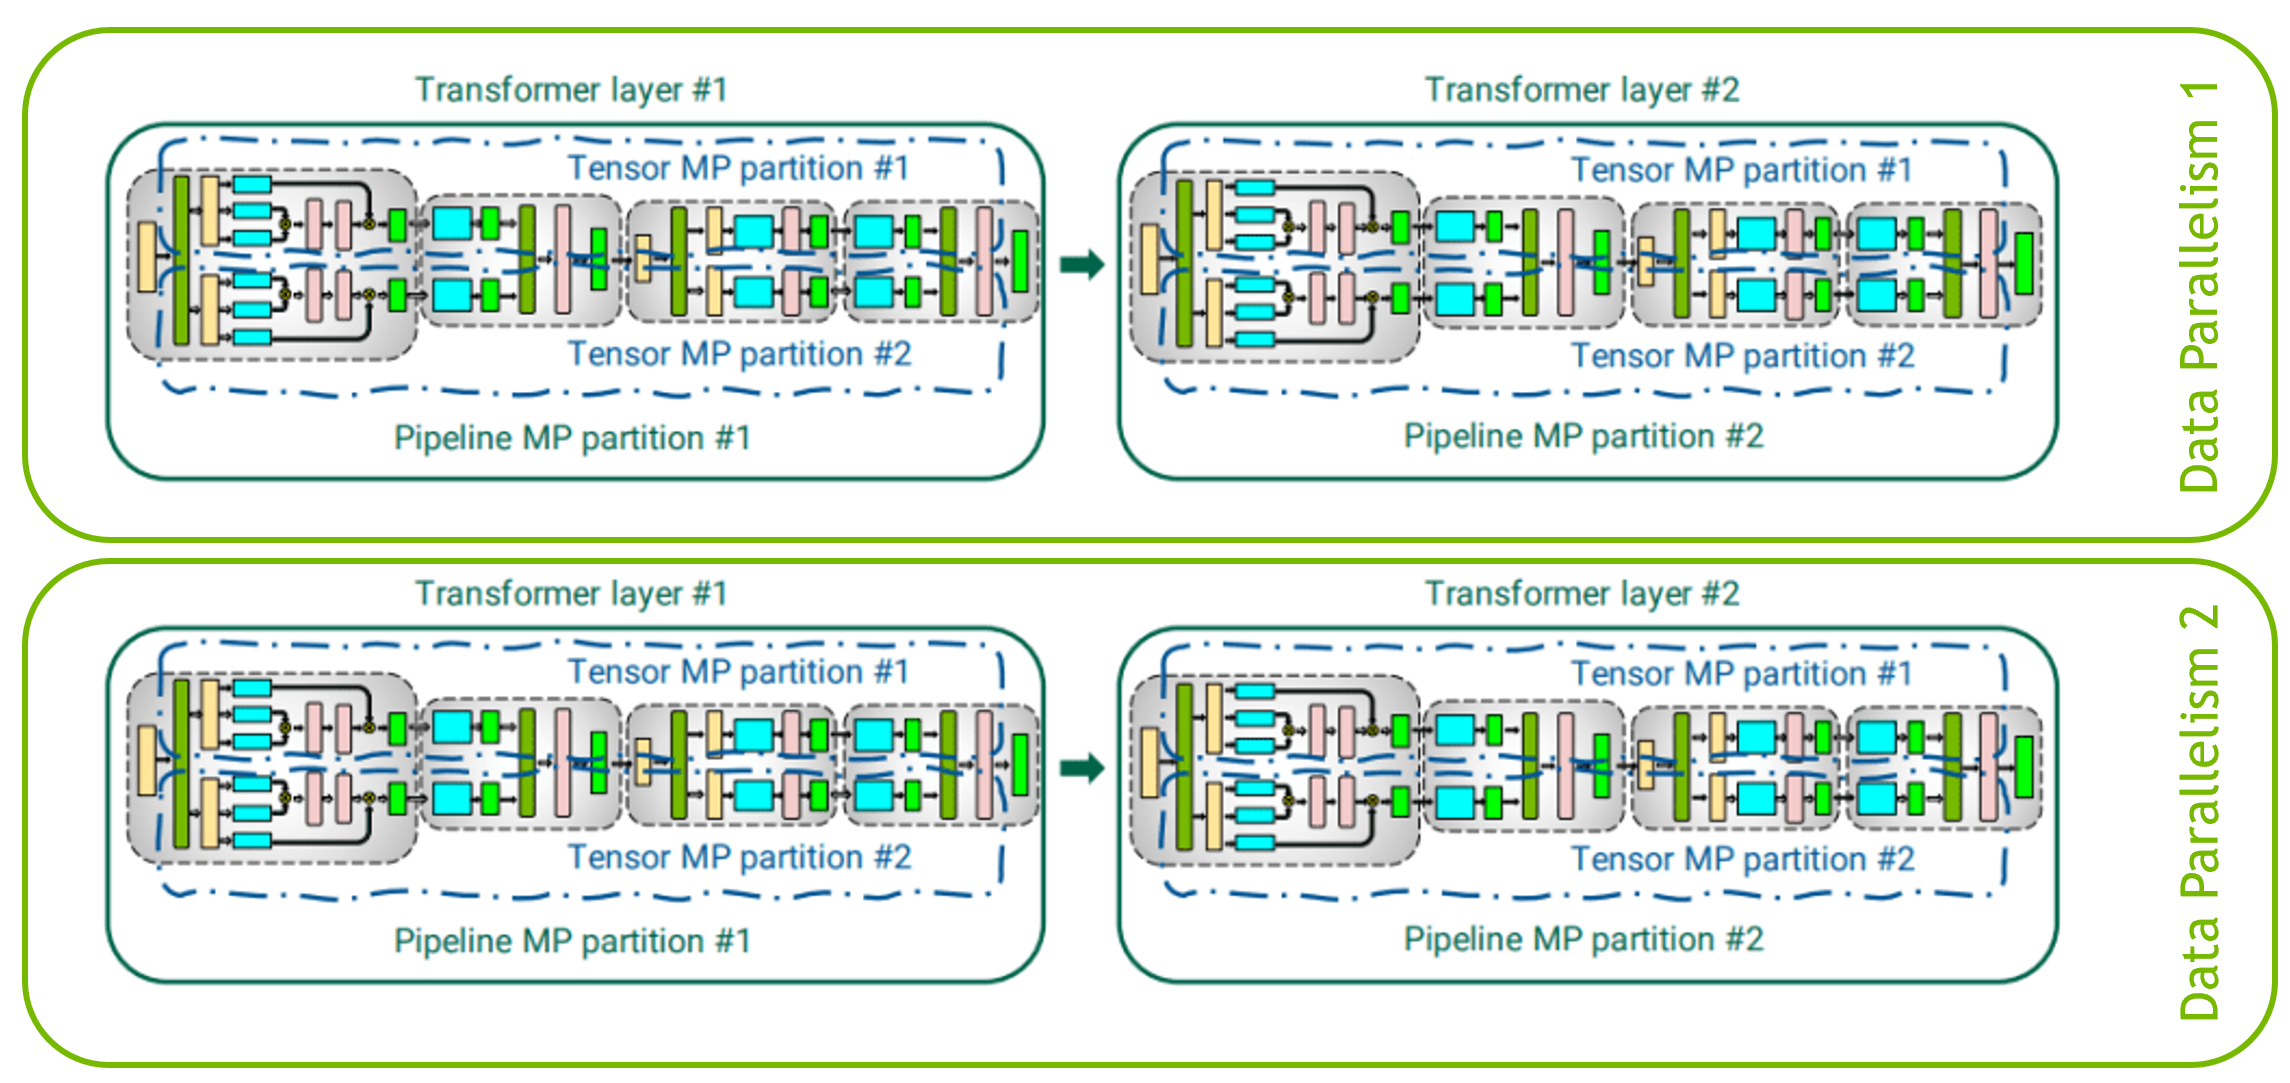 Transformer layer #1
Transformer layer #2
Tensor MP partition #1
Tensor MP partition #1
Tensor MP partition #2
Tensor MP partition #2
Pipeline MP partition #1
Pipeline MP partition #2
Data Parallelism 1
Transformer layer #1
Transformer layer #2
Tensor MP partition #1
Tensor MP partition #1
Tensor MP partition #2
Tensor MP partition #2
Pipeline MP partition #1
Pipeline MP partition #2
Data Parallelism 2